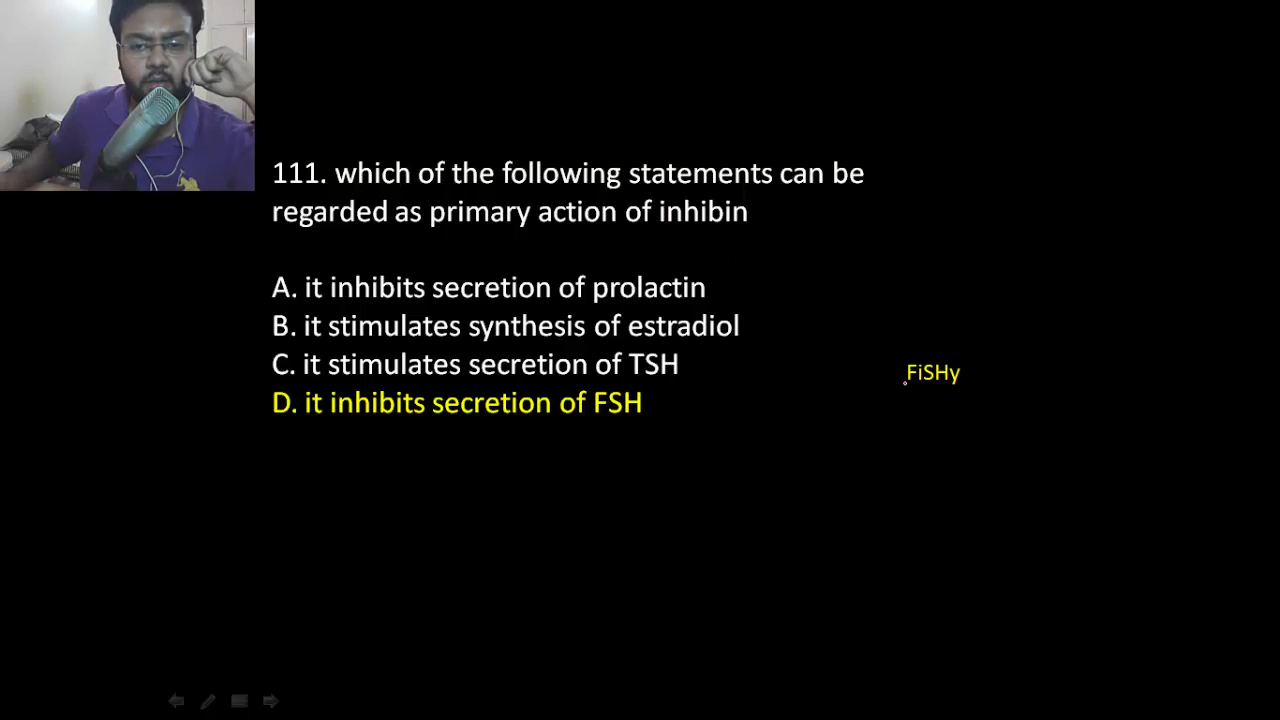 111. which of the following statements can be
regarded as primary action of inhibin
A. it inhibits secretion of prolactin
B. it stimulates synthesis of estradiol
C. it stimulates secretion of TSH
D. it inhibits secretion of FSH
FiSHy